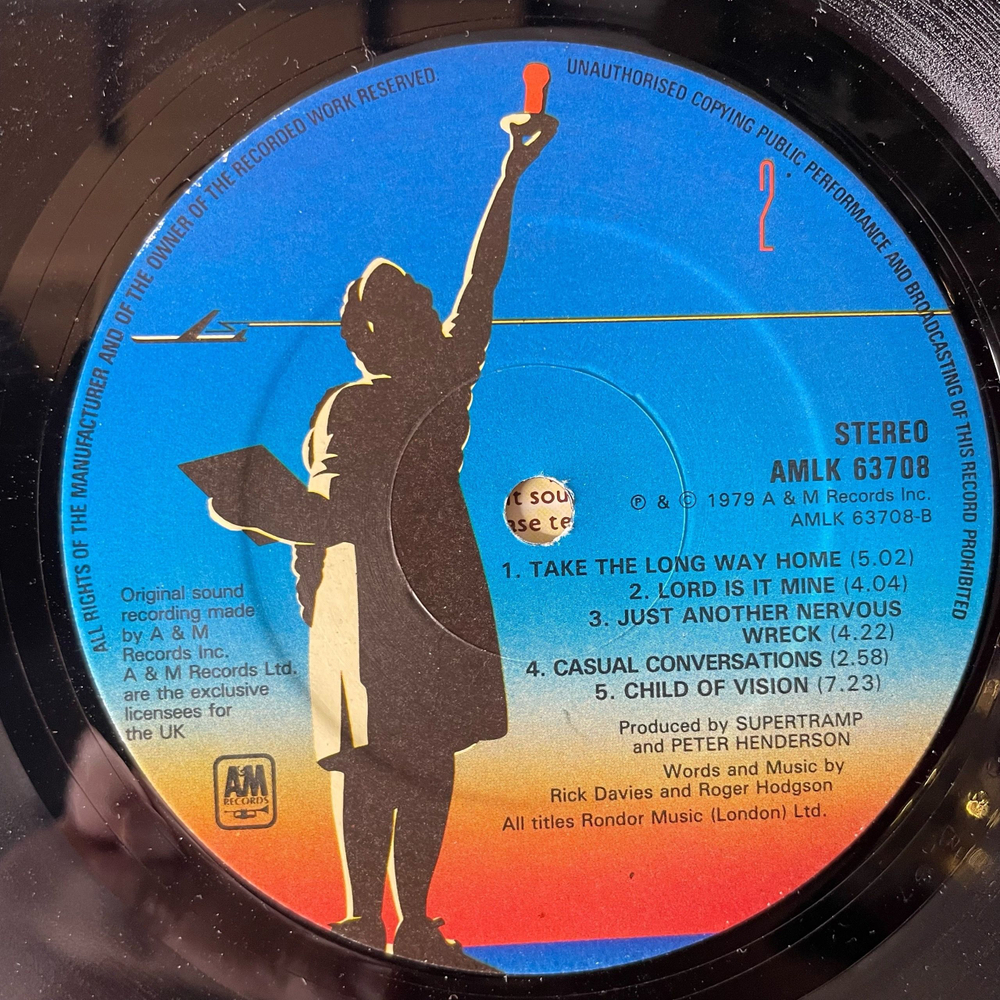 ALL RIGHTS OF THE MANUFACTURER AND OF THE OWNER OF THE RECORDED WORK RESERVED.
UNAUTHORISED COPYING PUBLIC PERFORMANCE AND BROADCASTING OF THIS RECORD PROHIBITED
2
STEREO
AMLK 63708
℗ & © 1979 A & M Records Inc.
AMLK 63708-B
1. TAKE THE LONG WAY HOME (5.02)
2. LORD IS IT MINE (4.04)
3. JUST ANOTHER NERVOUS
WRECK (4.22)
4. CASUAL CONVERSATIONS (2.58)
5. CHILD OF VISION (7.23)
Produced by SUPERTRAMP
and PETER HENDERSON
Words and Music by
Rick Davies and Roger Hodgson
All titles Rondor Music (London) Ltd.
Original sound
recording made
by A & M
Records Inc.
A & M Records Ltd.
are the exclusive
licensees for
the UK
A&M
RECORDS